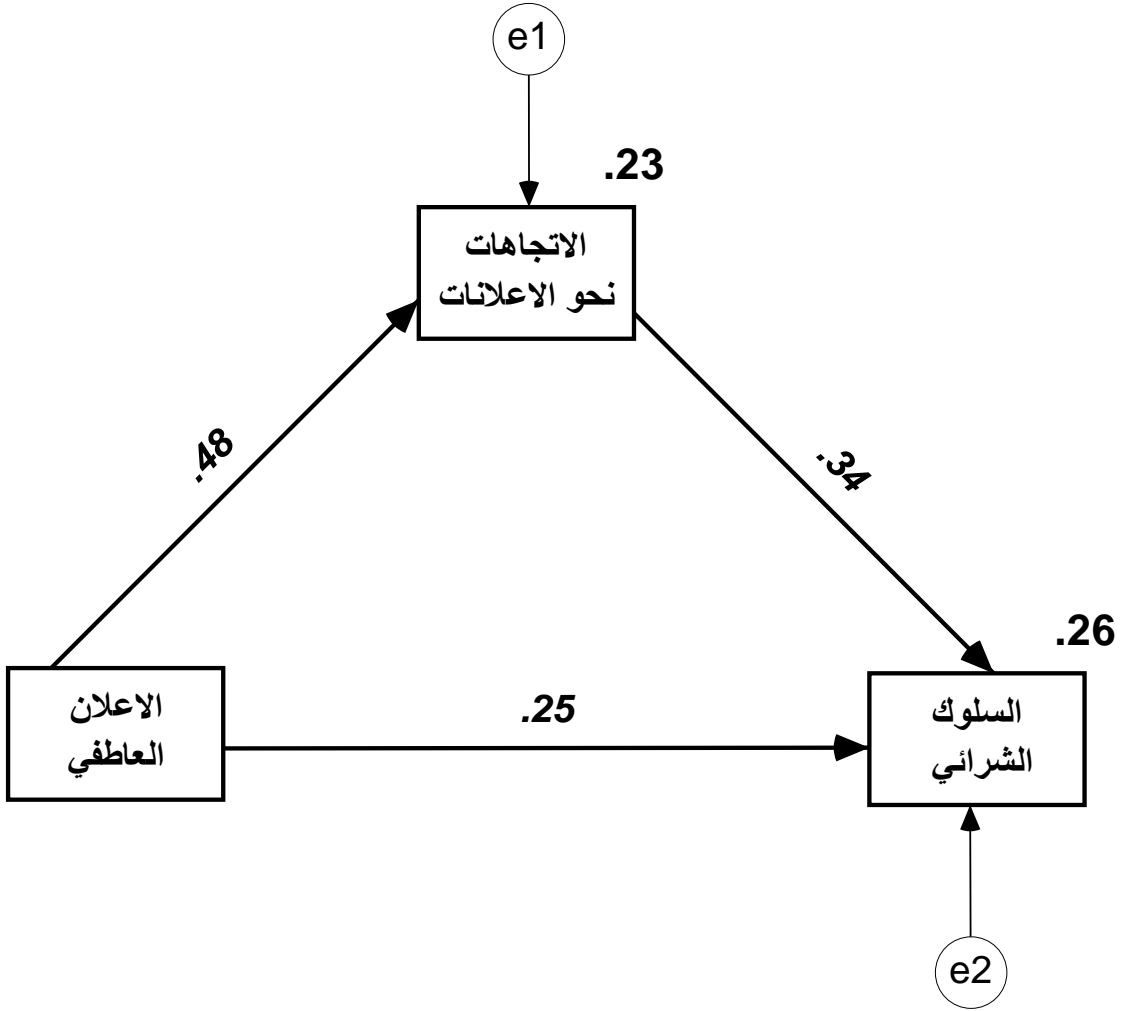 e1
.23
الاتجاهات
نحو الاعلانات
.48
.34
.26
الاعلان
العاطفي
.25
السلوك
الشرائي
e2